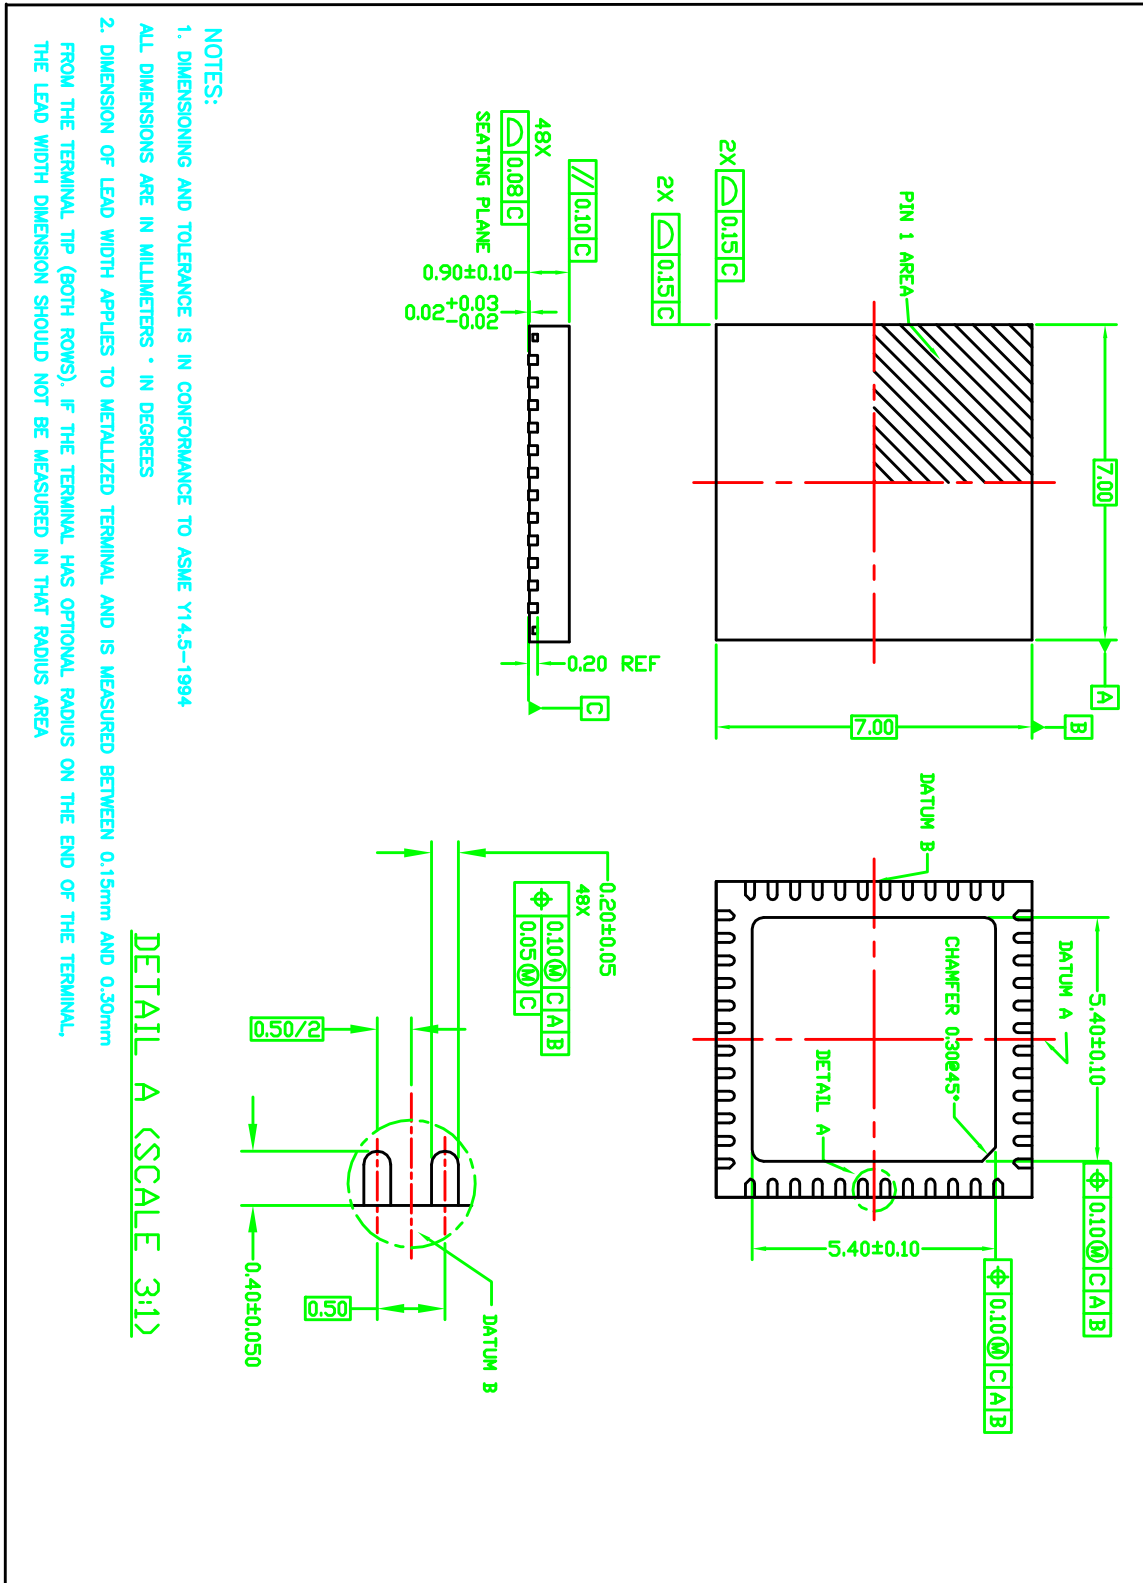 7.00
A
B
7.00
PIN 1 AREA
2X
0.15 C
2X
0.15 C
DATUM B
DATUM A
5.40±0.10
CHAMFER 0.30@45°
DETAIL A
0.10 Ⓜ C A B
5.40±0.10
0.10 Ⓜ C A B
// 0.10 C
48X
0.08 C
SEATING PLANE
0.90±0.10
0.02 +0.03 -0.02
0.20 REF
C
0.20±0.05
48X
0.10 Ⓜ C A B
0.05 Ⓜ C
0.50/2
0.50
0.40±0.050
DATUM B
DETAIL A (SCALE 3:1)
NOTES:
1. DIMENSIONING AND TOLERANCE IS IN CONFORMANCE TO ASME Y14.5-1994
ALL DIMENSIONS ARE IN MILLIMETERS ° IN DEGREES
2. DIMENSION OF LEAD WIDTH APPLIES TO METALLIZED TERMINAL AND IS MEASURED BETWEEN 0.15mm AND 0.30mm
FROM THE TERMINAL TIP (BOTH ROWS). IF THE TERMINAL HAS OPTIONAL RADIUS ON THE END OF THE TERMINAL,
THE LEAD WIDTH DIMENSION SHOULD NOT BE MEASURED IN THAT RADIUS AREA